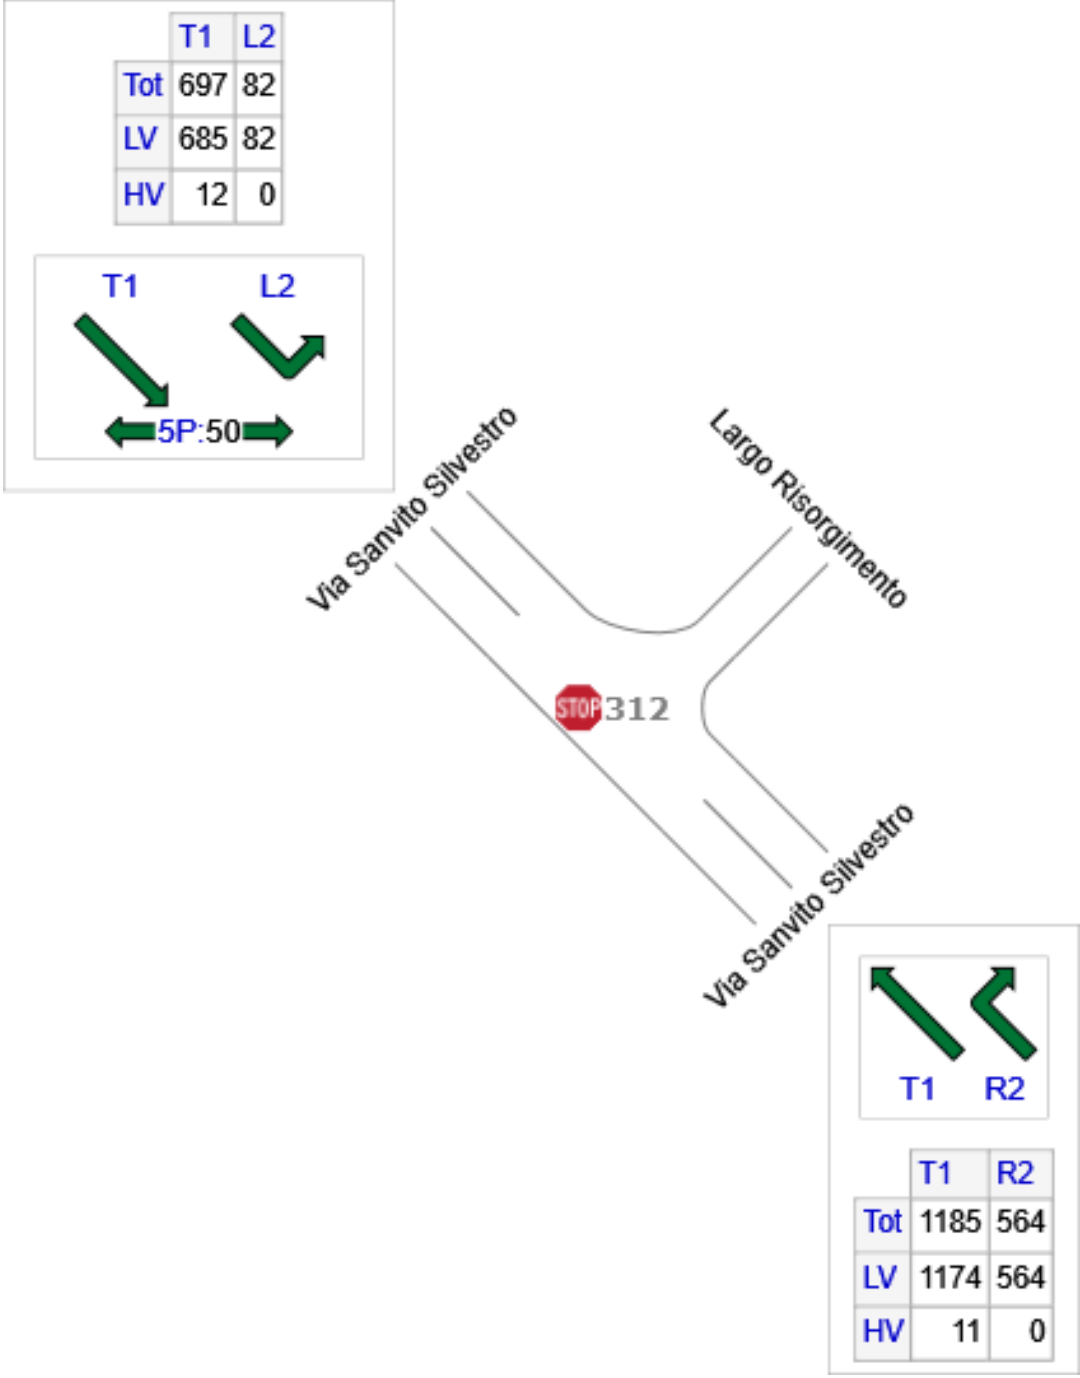 T1 L2
Tot 697 82
LV 685 82
HV 12 0
T1 L2
5P:50
Via Sanvito Silvestro
Largo Risorgimento
STOP 312
Via Sanvito Silvestro
T1 R2
T1 R2
Tot 1185 564
LV 1174 564
HV 11 0